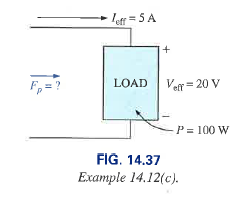 I_eff = 5 A
+
F_p = ?
LOAD
V_eff = 20 V
–
P = 100 W
FIG. 14.37
Example 14.12(c).